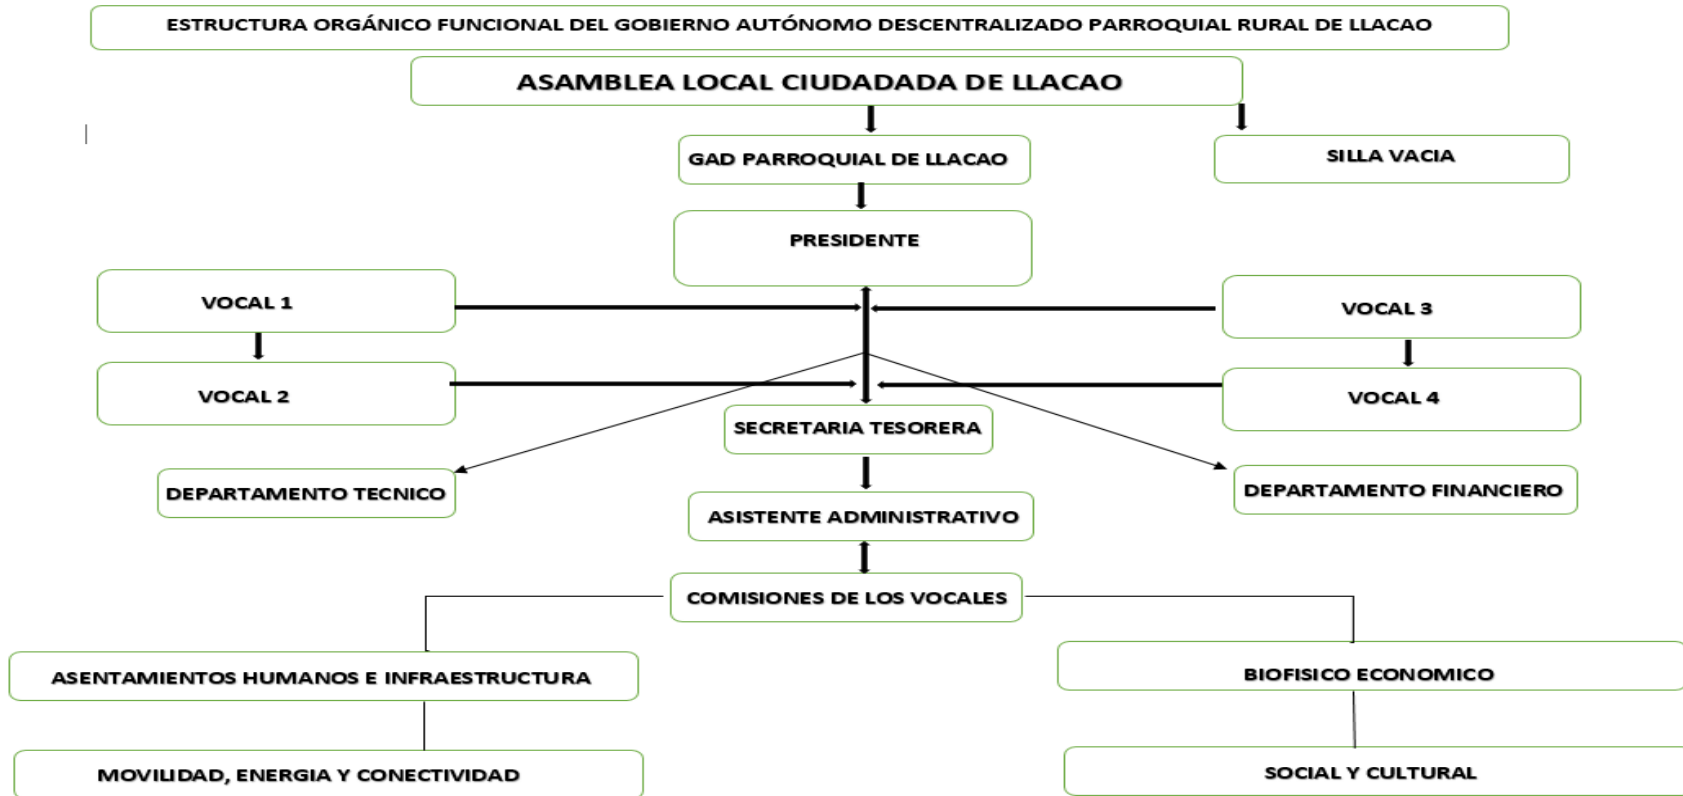 ESTRUCTURA ORGÁNICO FUNCIONAL DEL GOBIERNO AUTÓNOMO DESCENTRALIZADO PARROQUIAL RURAL DE LLACAO
ASAMBLEA LOCAL CIUDADADA DE LLACAO
GAD PARROQUIAL DE LLACAO
SILLA VACIA
PRESIDENTE
VOCAL 1
VOCAL 3
VOCAL 2
VOCAL 4
SECRETARIA TESORERA
DEPARTAMENTO TECNICO
DEPARTAMENTO FINANCIERO
ASISTENTE ADMINISTRATIVO
COMISIONES DE LOS VOCALES
ASENTAMIENTOS HUMANOS E INFRAESTRUCTURA
BIOFISICO ECONOMICO
MOVILIDAD, ENERGIA Y CONECTIVIDAD
SOCIAL Y CULTURAL